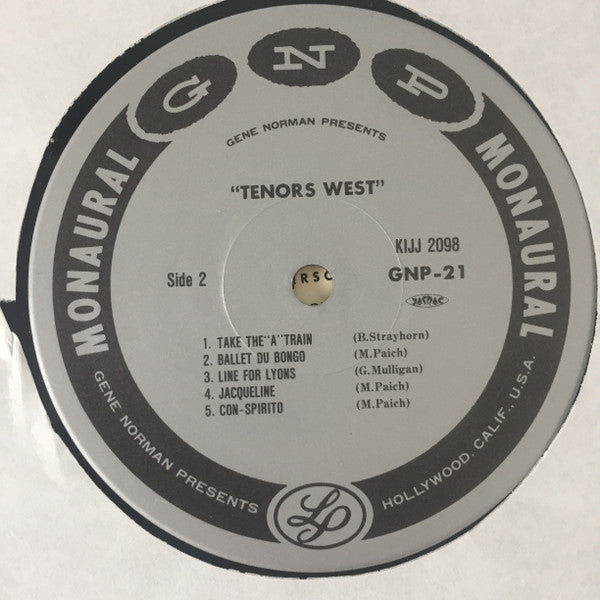 GNP
GENE NORMAN PRESENTS
"TENORS WEST"
MONAURAL
MONAURAL
KIJJ 2098
Side 2
GNP-21
RSC
1. TAKE THE"A"TRAIN (B.Strayhorn)
2. BALLET DU BONGO (M.Paich)
3. LINE FOR LYONS (G.Mulligan)
4. JACQUELINE (M.Paich)
5. CON-SPIRITO (M.Paich)
GENE NORMAN PRESENTS
LP
HOLLYWOOD, CALIF., U.S.A.